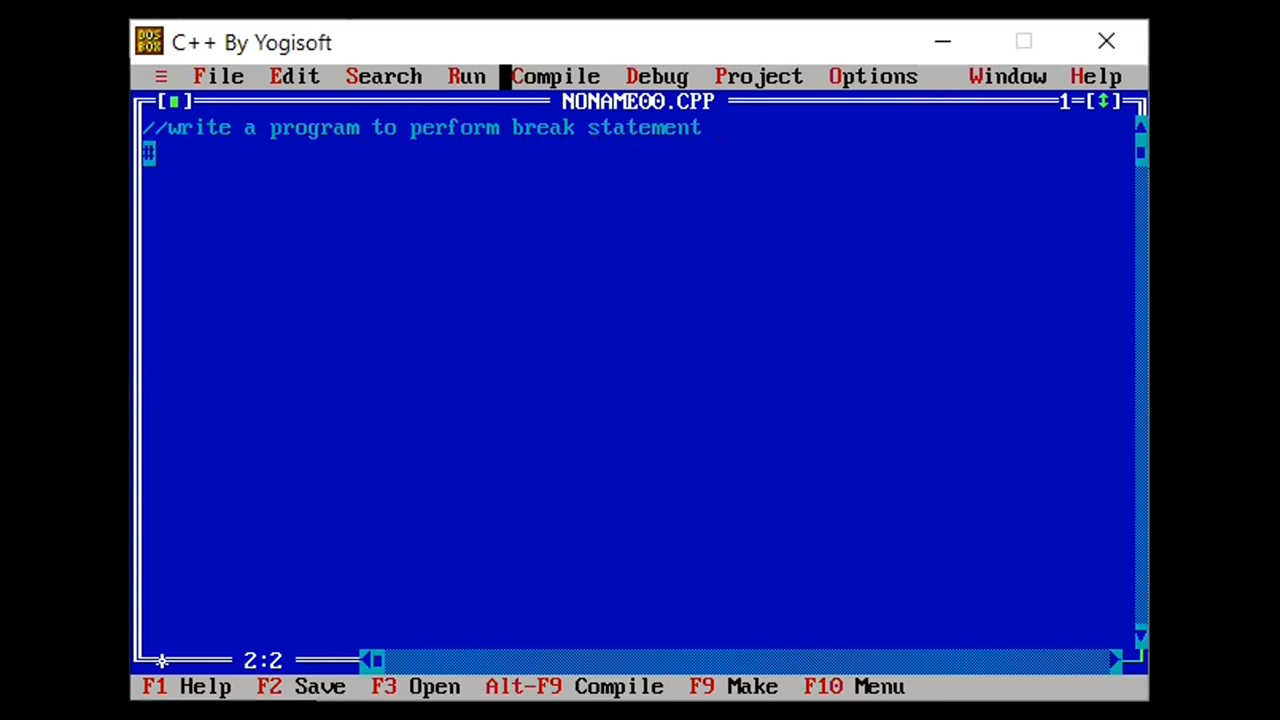 C++ By Yogisoft
≡ File Edit Search Run Compile Debug Project Options Window Help
NONAME00.CPP 1
//write a program to perform break statement
#
2:2
F1 Help F2 Save F3 Open Alt-F9 Compile F9 Make F10 Menu